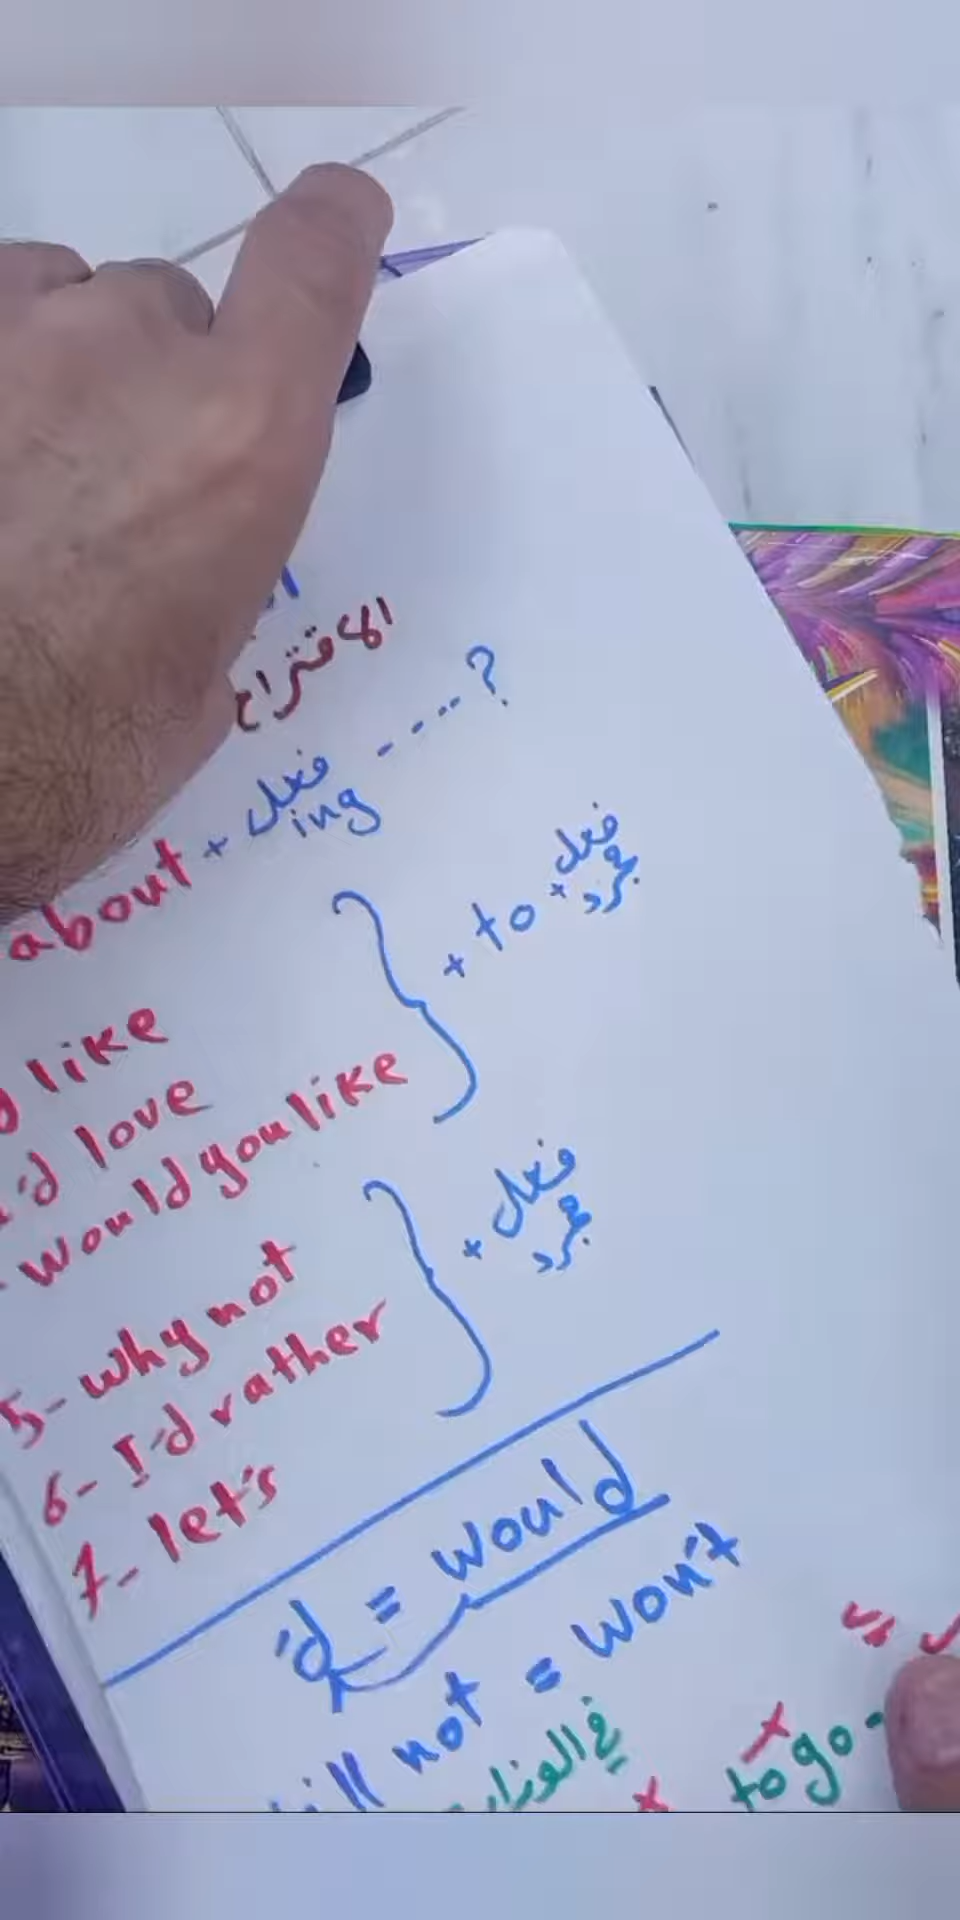 الاقتراح
about + فعل ing ----?
like
'd love
would you like
+ to + فعل مجرد
5- why not
6- I'd rather
7- let's
+ فعل مجرد
'd = would
ill not = won't
to go